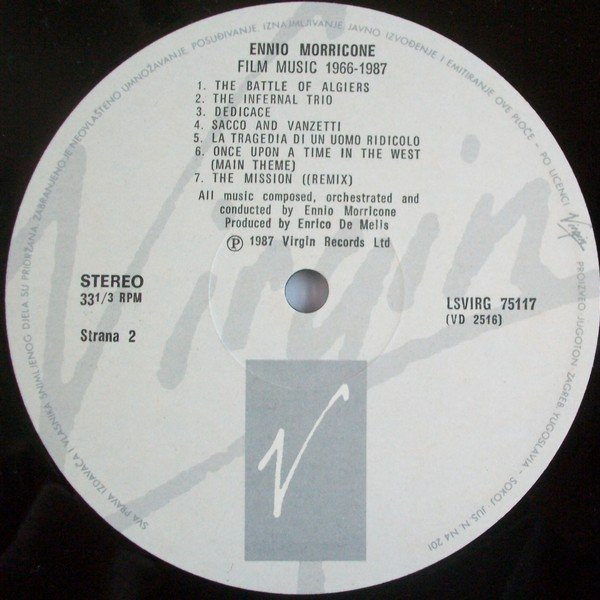 ENNIO MORRICONE
FILM MUSIC 1966-1987
1. THE BATTLE OF ALGIERS
2. THE INFERNAL TRIO
3. DEDICACE
4. SACCO AND VANZETTI
5. LA TRAGEDIA DI UN UOMO RIDICOLO
6. ONCE UPON A TIME IN THE WEST
(MAIN THEME)
7. THE MISSION ((REMIX)
All music composed, orchestrated and
conducted by Ennio Morricone
Produced by Enrico De Melis
Ⓟ 1987 Virgin Records Ltd
STEREO
331/3 RPM
Strana 2
LSVIRG 75117
(VD 2516)
Virgin
V
SVA PRAVA IZDAVAČA I VLASNIKA SNIMLJENOG DJELA SU PRIDRŽANA ZABRANJENO JE NEOVLAŠTENO UMNOŽAVANJE, POSUĐIVANJE, IZNAJMLJIVANJE JAVNO IZVOĐENJE I EMITIRANJE OVE PLOČE - PO LICENCI Virgin PROIZVEO JUGOTON ZAGREB YUGOSLAVIA - SOKOJ JUS N. N4 201